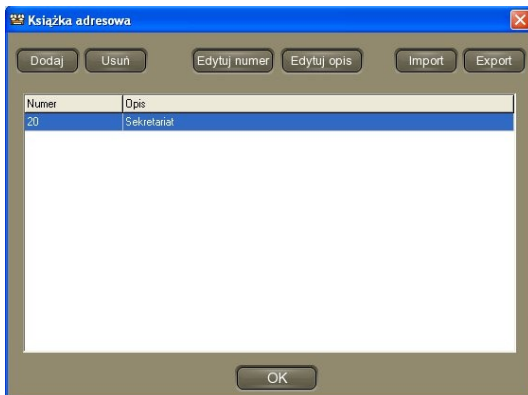 Książka adresowa
Dodaj Usuń Edytuj numer Edytuj opis Import Export
Numer Opis
20 Sekretariat
OK